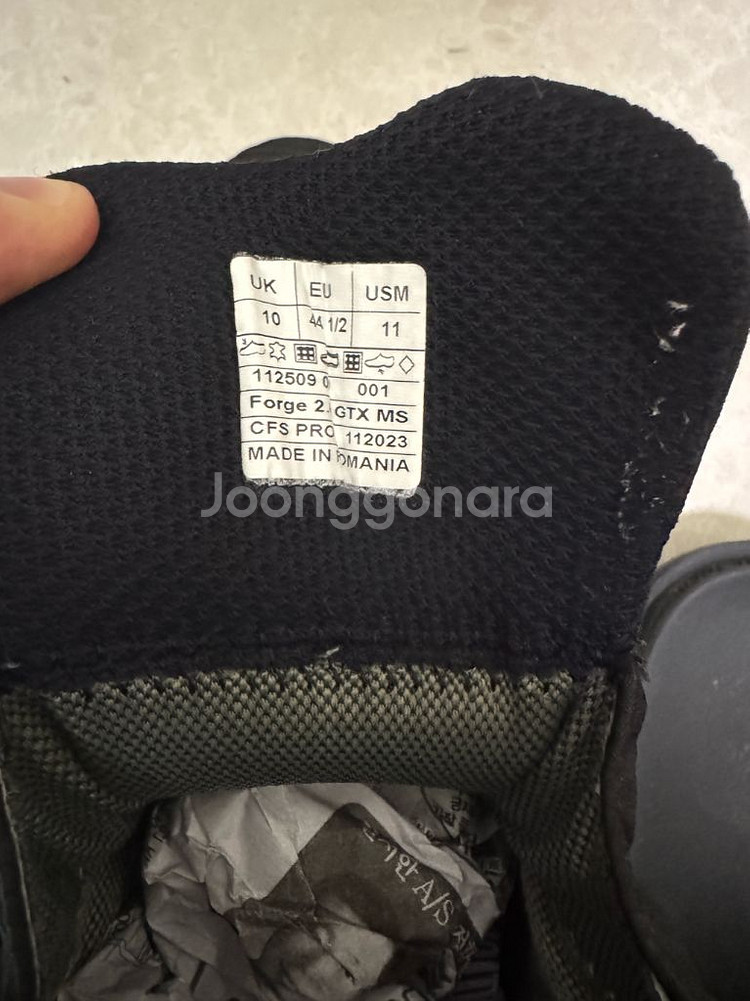 UK EU USM
10 44 1/2 11
112509 0 001
Forge 2. GTX MS
CFS PRO 112023
MADE IN ROMANIA
Joonggonara
A/S